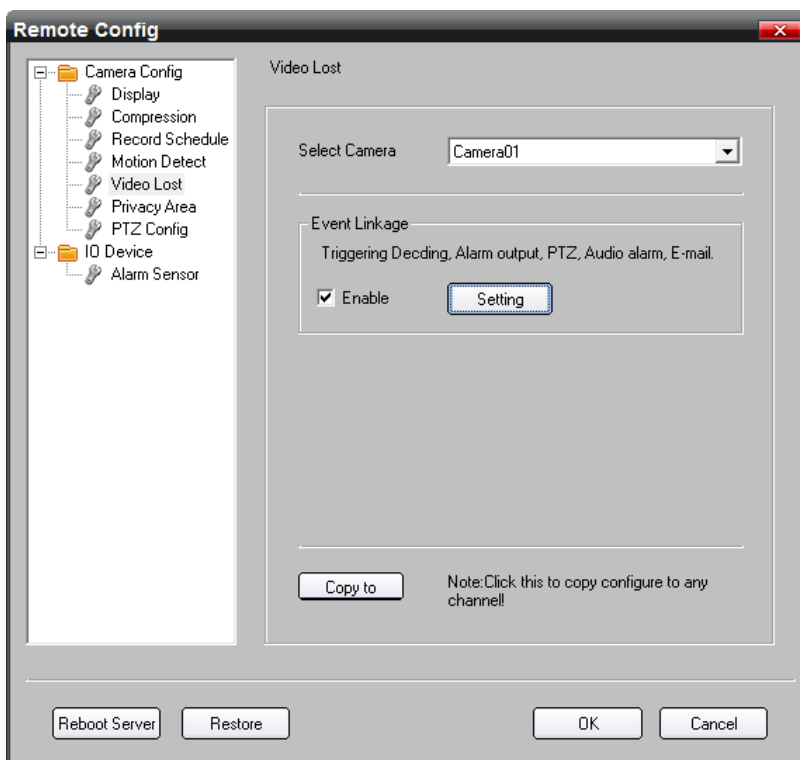 Remote Config
Camera Config
Display
Compression
Record Schedule
Motion Detect
Video Lost
Privacy Area
PTZ Config
IO Device
Alarm Sensor
Video Lost
Select Camera
Camera01
Event Linkage
Triggering Decding, Alarm output, PTZ, Audio alarm, E-mail.
Enable
Setting
Copy to
Note:Click this to copy configure to any
channel!
Reboot Server
Restore
OK
Cancel